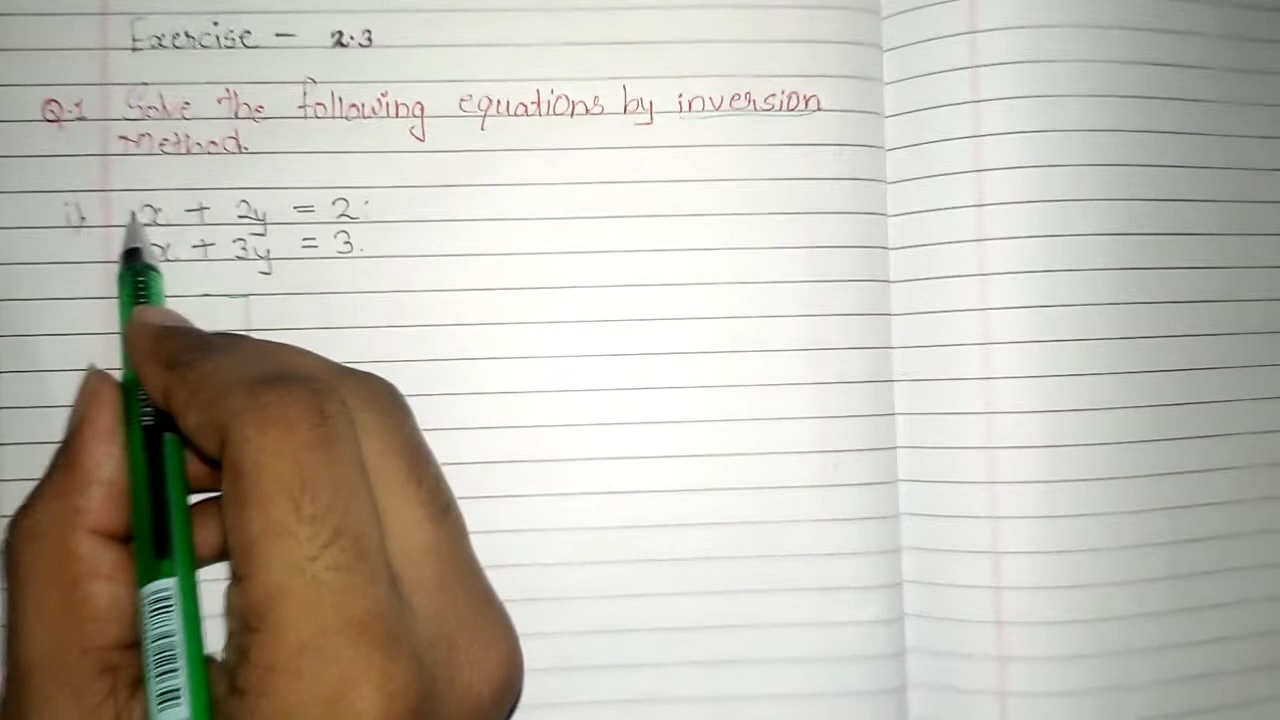 Exercise - 2.3
Q.1 Solve the following equations by inversion
Method.
i) x + 2y = 2
x + 3y = 3.